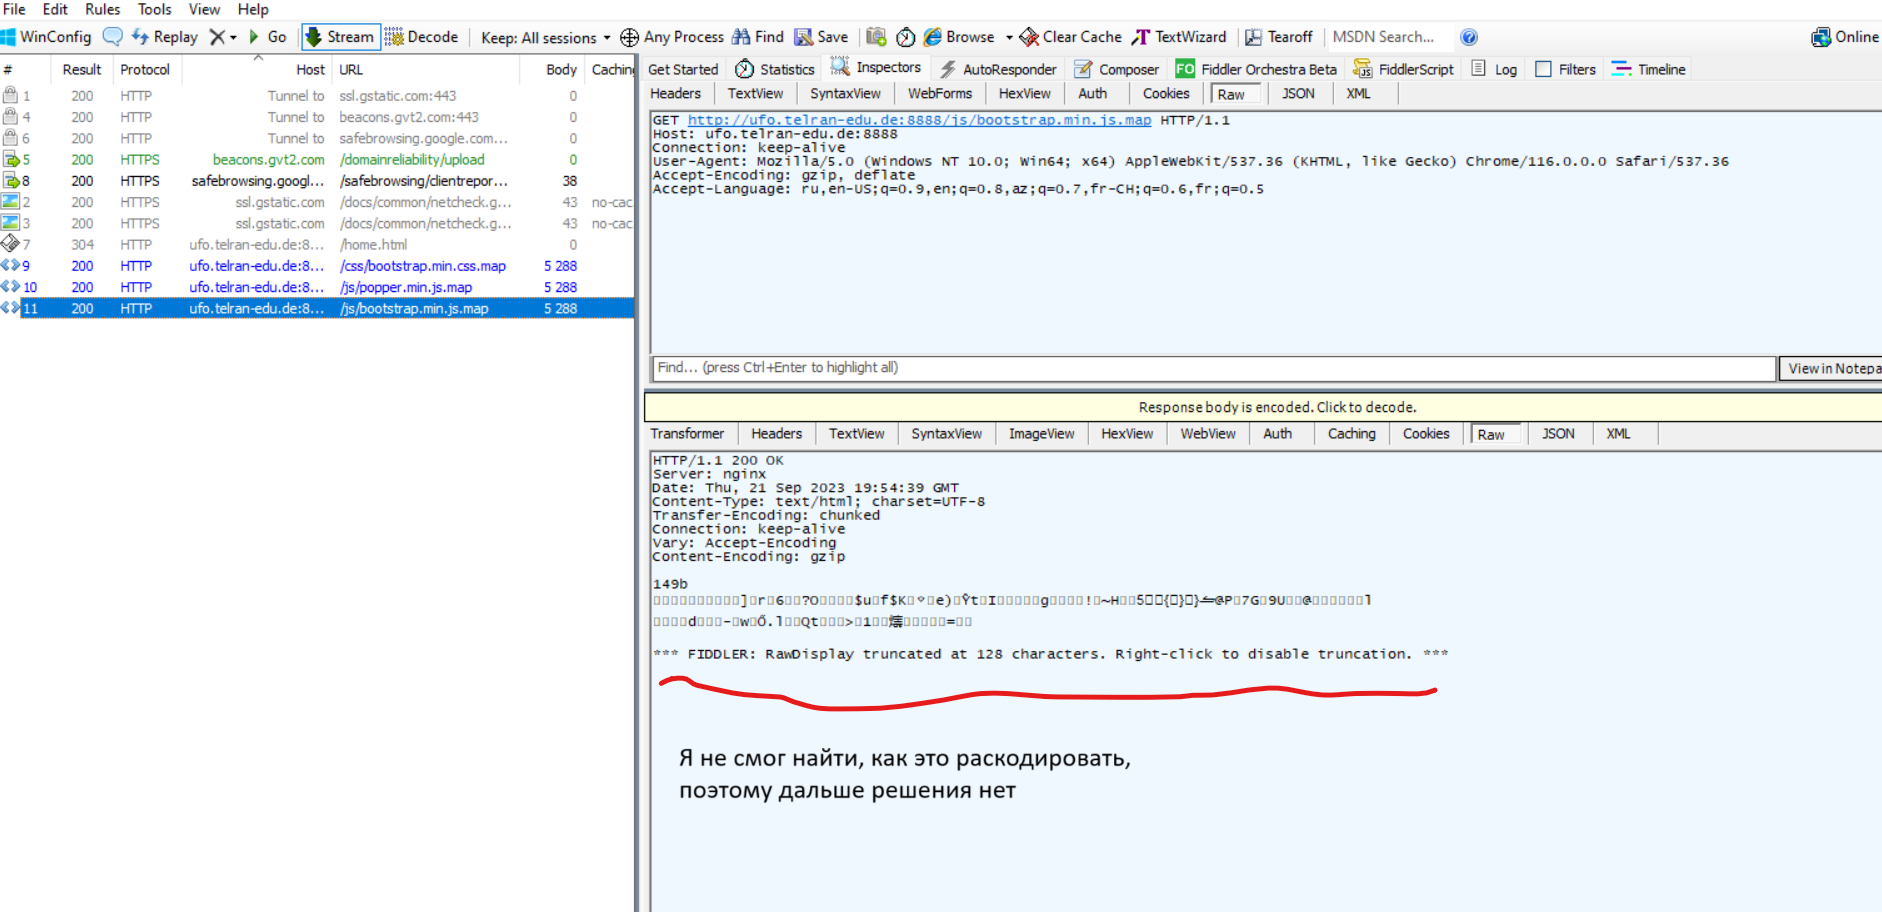 File Edit Rules Tools View Help
WinConfig Replay Go Stream Decode Keep: All sessions Any Process Find Save Browse Clear Cache TextWizard Tearoff MSDN Search... Online
# Result Protocol Host URL Body Caching
1 200 HTTP Tunnel to ssl.gstatic.com:443 0
4 200 HTTP Tunnel to beacons.gvt2.com:443 0
6 200 HTTP Tunnel to safebrowsing.google.com... 0
5 200 HTTPS beacons.gvt2.com /domainreliability/upload 0
8 200 HTTPS safebrowsing.googl... /safebrowsing/clientrepor... 38
2 200 HTTPS ssl.gstatic.com /docs/common/netcheck.g... 43 no-cac
3 200 HTTPS ssl.gstatic.com /docs/common/netcheck.g... 43 no-cac
7 304 HTTP ufo.telran-edu.de:8... /home.html 0
9 200 HTTP ufo.telran-edu.de:8... /css/bootstrap.min.css.map 5 288
10 200 HTTP ufo.telran-edu.de:8... /js/popper.min.js.map 5 288
11 200 HTTP ufo.telran-edu.de:8... /js/bootstrap.min.js.map 5 288
Get Started Statistics Inspectors AutoResponder Composer FO Fiddler Orchestra Beta FiddlerScript Log Filters Timeline
Headers TextView SyntaxView WebForms HexView Auth Cookies Raw JSON XML
GET http://ufo.telran-edu.de:8888/js/bootstrap.min.js.map HTTP/1.1
Host: ufo.telran-edu.de:8888
Connection: keep-alive
User-Agent: Mozilla/5.0 (Windows NT 10.0; Win64; x64) AppleWebKit/537.36 (KHTML, like Gecko) Chrome/116.0.0.0 Safari/537.36
Accept-Encoding: gzip, deflate
Accept-Language: ru,en-US;q=0.9,en;q=0.8,az;q=0.7,fr-CH;q=0.6,fr;q=0.5
Find... (press Ctrl+Enter to highlight all)
View in Notepa
Response body is encoded. Click to decode.
Transformer Headers TextView SyntaxView ImageView HexView WebView Auth Caching Cookies Raw JSON XML
HTTP/1.1 200 OK
Server: nginx
Date: Thu, 21 Sep 2023 19:54:39 GMT
Content-Type: text/html; charset=UTF-8
Transfer-Encoding: chunked
Connection: keep-alive
Vary: Accept-Encoding
Content-Encoding: gzip
149b
*** FIDDLER: RawDisplay truncated at 128 characters. Right-click to disable truncation. ***
Я не смог найти, как это раскодировать,
поэтому дальше решения нет